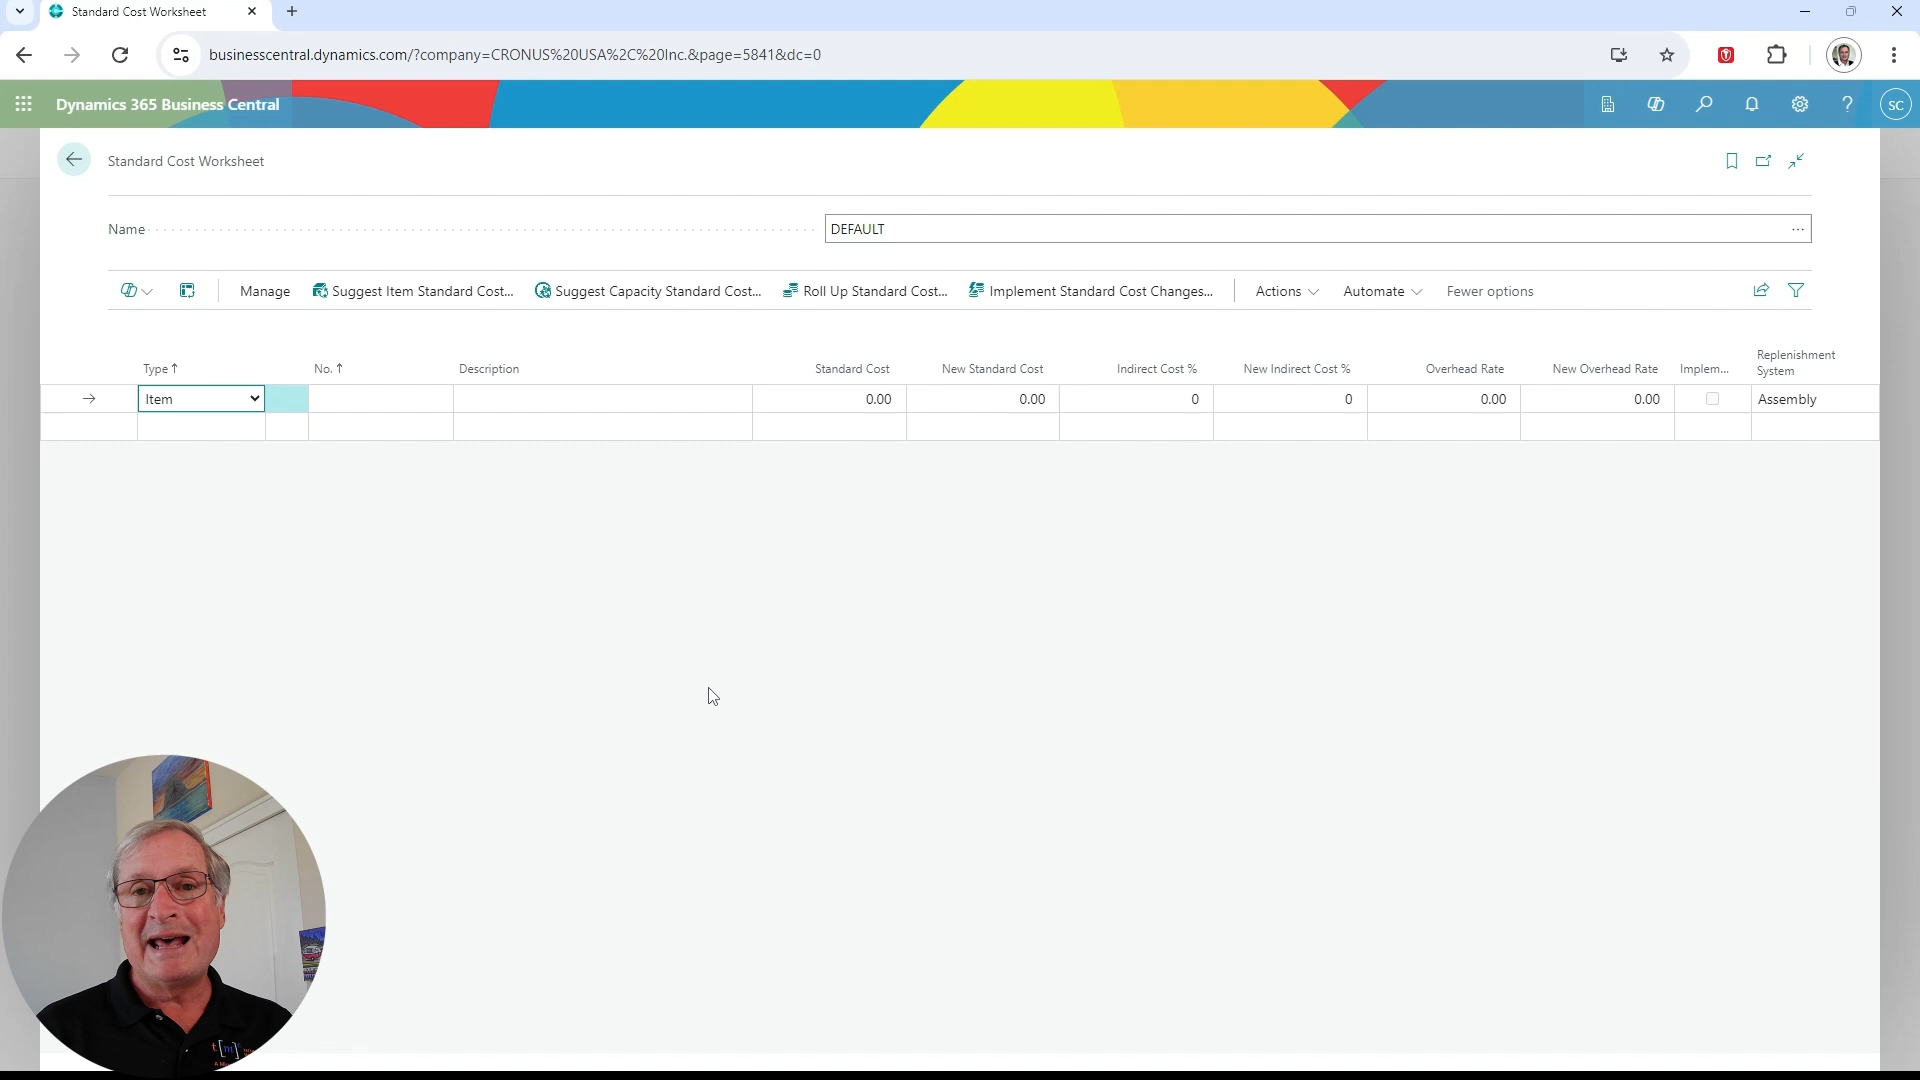 Standard Cost Worksheet
businesscentral.dynamics.com/?company=CRONUS%20USA%2C%20Inc.&page=5841&dc=0
Dynamics 365 Business Central
SC
Standard Cost Worksheet
Name
DEFAULT
Manage
Suggest Item Standard Cost...
Suggest Capacity Standard Cost...
Roll Up Standard Cost...
Implement Standard Cost Changes...
Actions
Automate
Fewer options
Type ↑
No. ↑
Description
Standard Cost
New Standard Cost
Indirect Cost %
New Indirect Cost %
Overhead Rate
New Overhead Rate
Implem...
Replenishment
System
Item
0.00
0.00
0
0
0.00
0.00
Assembly
t[m]